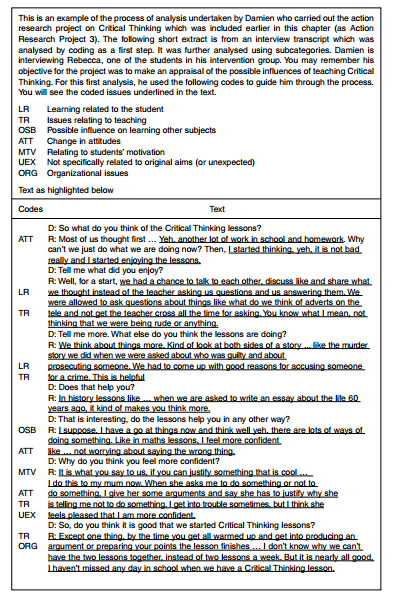 This is an example of the process of analysis undertaken by Damien who carried out the action
research project on Critical Thinking which was included earlier in this chapter (as Action
Research Project 3). The following short extract is from an interview transcript which was
analysed by coding as a first step. It was further analysed using subcategories. Damien is
interviewing Rebecca, one of the students in his intervention group. You may remember his
objective for the project was to make an appraisal of the possible influences of teaching Critical
Thinking. For this first analysis, he used the following codes to guide him through the process.
You will see the coded issues underlined in the text.
LR Learning related to the student
TR Issues relating to teaching
OSB Possible influence on learning other subjects
ATT Change in attitudes
MTV Relating to students' motivation
UEX Not specifically related to original aims (or unexpected)
ORG Organizational issues
Text as highlighted below
Codes Text
D: So what do you think of the Critical Thinking lessons?
ATT R: Most of us thought first … Yeh, another lot of work in school and homework. Why
can't we just do what we are doing now? Then, I started thinking, yeh, it is not bad
really and I started enjoying the lessons.
D: Tell me what did you enjoy?
R: Well, for a start, we had a chance to talk to each other, discuss like and share what
LR we thought instead of the teacher asking us questions and us answering them. We
were allowed to ask questions about things like what do we think of adverts on the
TR tele and not get the teacher cross all the time for asking. You know what I mean, not
thinking that we were being rude or anything.
D: Tell me more. What else do you think the lessons are doing?
R: We think about things more. Kind of look at both sides of a story ... like the murder
story we did when we were asked about who was guilty and about
LR prosecuting someone. We had to come up with good reasons for accusing someone
TR for a crime. This is helpful
D: Does that help you?
R: In history lessons like … when we are asked to write an essay about the life 60
years ago, it kind of makes you think more.
D: That is interesting, do the lessons help you in any other way?
OSB R: I suppose, I have a go at things now and think well yeh, there are lots of ways of
doing something. Like in maths lessons, I feel more confident
ATT like … not worrying about saying the wrong thing.
D: Why do you think you feel more confident?
MTV R: It is what you say to us, if you can justify something that is cool …
I do this to my mum now. When she asks me to do something or not to
ATT do something, I give her some arguments and say she has to justify why she
TR is telling me not to do something. I get into trouble sometimes, but I think she
UEX feels pleased that I am more confident.
D: So, do you think it is good that we started Critical Thinking lessons?
TR R: Except one thing, by the time you get all warmed up and get into producing an
ORG argument or preparing your points the lesson finishes … I don't know why we can't
have the two lessons together, instead of two lessons a week. But it is nearly all good,
I haven't missed any day in school when we have a Critical Thinking lesson.